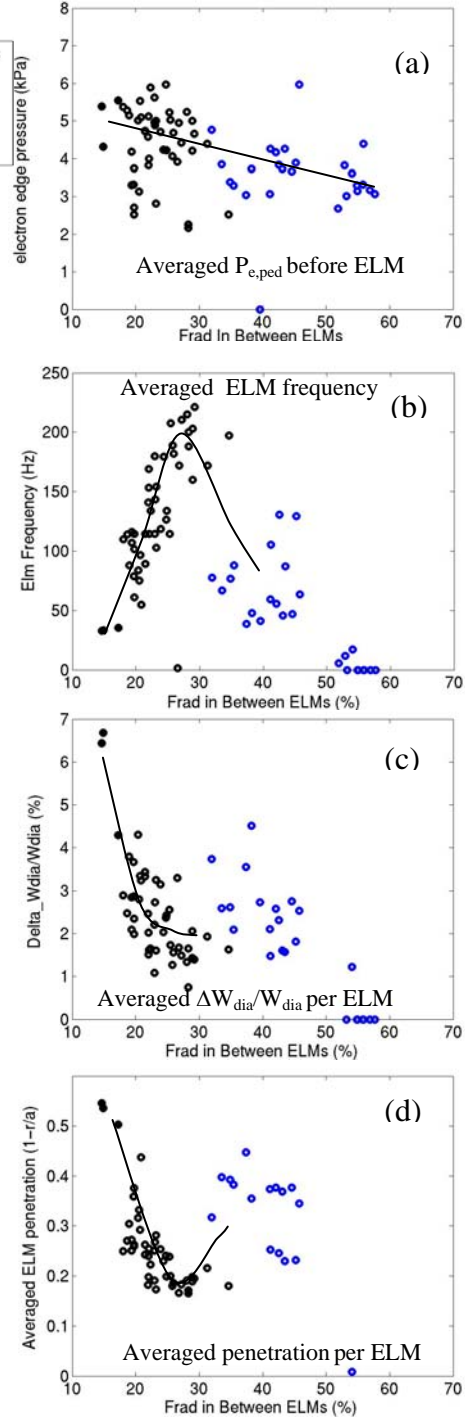 8
7
6
5
4
3
2
1
0
electron edge pressure (kPa)
(a)
Averaged Pe,ped before ELM
10 20 30 40 50 60 70
Frad In Between ELMs
250
200
150
100
50
0
Elm Frequency (Hz)
Averaged ELM frequency
(b)
10 20 30 40 50 60 70
Frad in Between ELMs (%)
7
6
5
4
3
2
1
0
Delta_Wdia/Wdia (%)
(c)
Averaged ΔWdia/Wdia per ELM
10 20 30 40 50 60 70
Frad in Between ELMs (%)
0.5
0.4
0.3
0.2
0.1
0
Averaged ELM penetration (1-r/a)
(d)
Averaged penetration per ELM
10 20 30 40 50 60 70
Frad in Between ELMs (%)